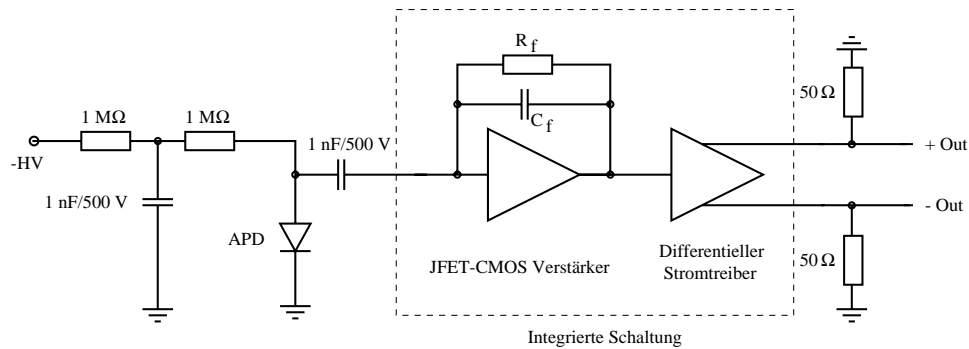 R f
C f
1 MΩ
1 MΩ
-HV
1 nF/500 V
1 nF/500 V
APD
JFET-CMOS Verstärker
Differentieller
Stromtreiber
50 Ω
+ Out
- Out
50 Ω
Integrierte Schaltung